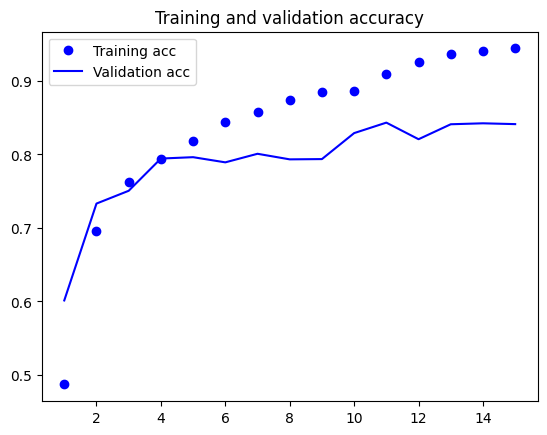 Training and validation accuracy
Training acc
Validation acc
0.9
0.8
0.7
0.6
0.5
2 4 6 8 10 12 14